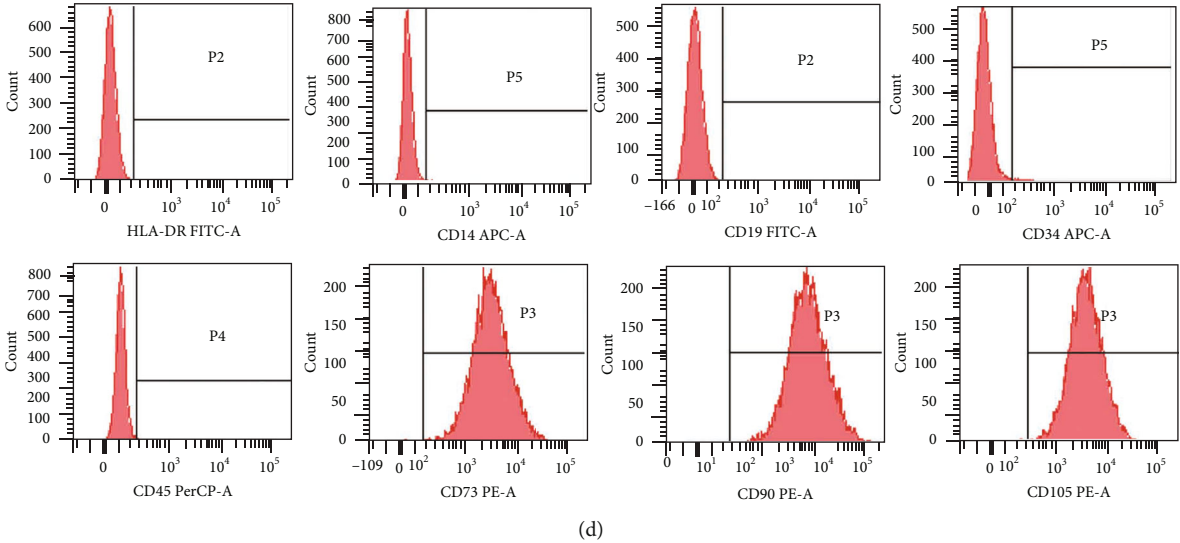 Count
600
500
400
300
200
100
0
P2
0 10³ 10⁴ 10⁵
HLA-DR FITC-A
Count
800
700
600
500
400
300
200
100
0
P5
0 10³ 10⁴ 10⁵
CD14 APC-A
Count
500
400
300
200
100
0
P2
−166 0 10² 10³ 10⁴ 10⁵
CD19 FITC-A
Count
500
400
300
200
100
0
P5
0 10² 10³ 10⁴ 10⁵
CD34 APC-A
Count
800
700
600
500
400
300
200
100
0
P4
0 10³ 10⁴ 10⁵
CD45 PerCP-A
Count
200
150
100
50
0
P3
−109 0 10² 10³ 10⁴ 10⁵
CD73 PE-A
Count
200
150
100
50
0
P3
0 10¹ 10² 10³ 10⁴ 10⁵
CD90 PE-A
Count
200
150
100
50
0
P3
0 10² 10³ 10⁴ 10⁵
CD105 PE-A
(d)